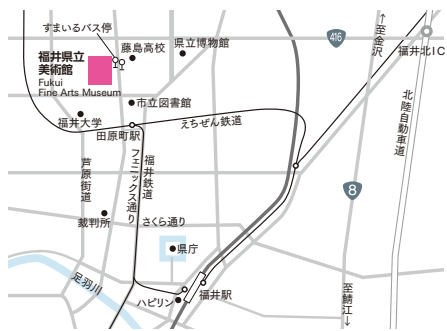 すまいるバス停
福井県立
美術館
Fukui
Fine Arts Museum
藤島高校
県立博物館
416
↑至金沢
福井北IC
市立図書館
福井大学
田原町駅
えちぜん鉄道
北陸自動車道
芦原街道
フェニックス通り
福井鉄道
8
裁判所
さくら通り
県庁
足羽川
ハピリン
福井駅
至鯖江↓